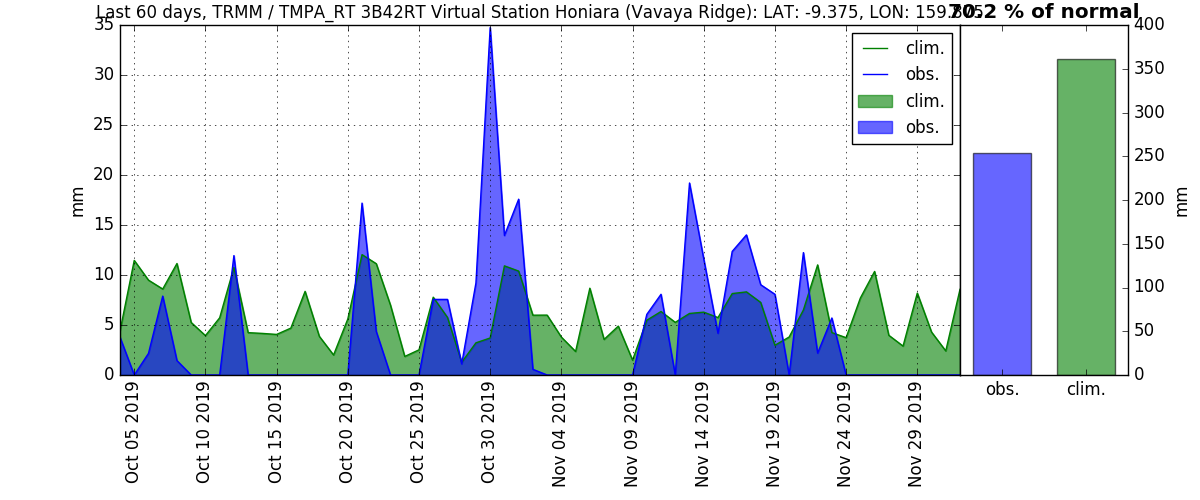 Last 60 days, TRMM / TMPA_RT 3B42RT Virtual Station Honiara (Vavaya Ridge): LAT: -9.375, LON:
70.2 % of normal
35
30
25
20
15
10
5
0
mm
clim.
obs.
clim.
obs.
400
350
300
250
200
150
100
50
0
mm
obs.
clim.
Oct 05 2019
Oct 10 2019
Oct 15 2019
Oct 20 2019
Oct 25 2019
Oct 30 2019
Nov 04 2019
Nov 09 2019
Nov 14 2019
Nov 19 2019
Nov 24 2019
Nov 29 2019